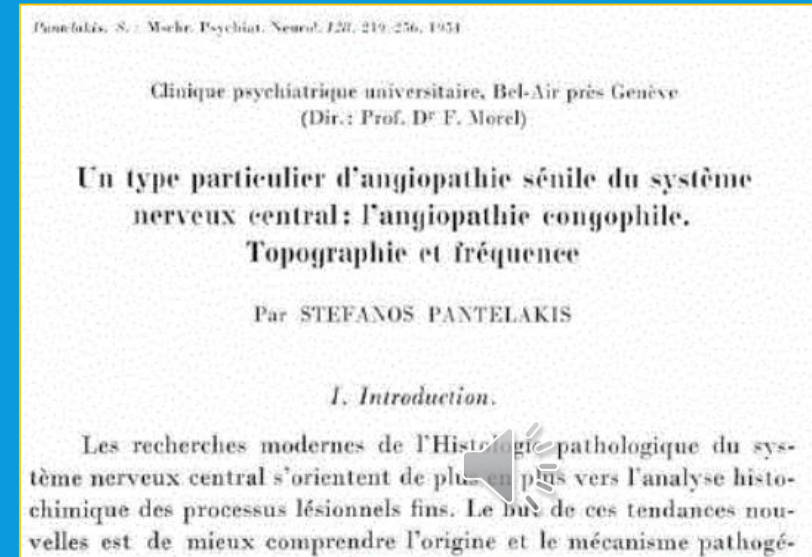 Pantelakis, S.: Mschr. Psychiat. Neurol. 128, 219-256, 1954
Clinique psychiatrique universitaire, Bel-Air près Genève
(Dir.: Prof. Dr F. Morel)
Un type particulier d'angiopathie sénile du système
nerveux central: l'angiopathie congophile.
Topographie et fréquence
Par STEFANOS PANTELAKIS
I. Introduction.
Les recherches modernes de l'Histologie pathologique du sys-
tème nerveux central s'orientent de plus en plus vers l'analyse histo-
chimique des processus lésionnels fins. Le but de ces tendances nou-
velles est de mieux comprendre l'origine et le mécanisme pathogé-